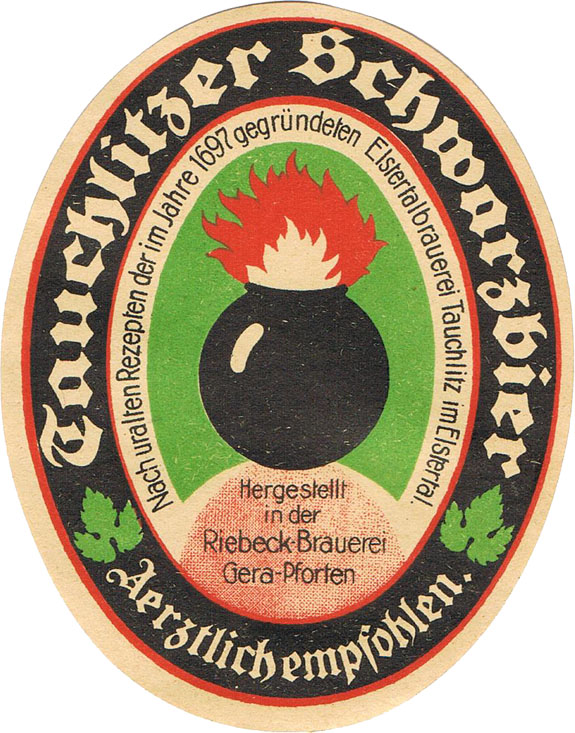 Tauchlitzer Schwarzbier
Nach uralten Rezepten der im Jahre 1697 gegründeten Elstertalbrauerei Tauchlitz im Elstertal.
Hergestellt
in der
Riebeck-Brauerei
Gera-Pforten
Aerztlich empfohlen.